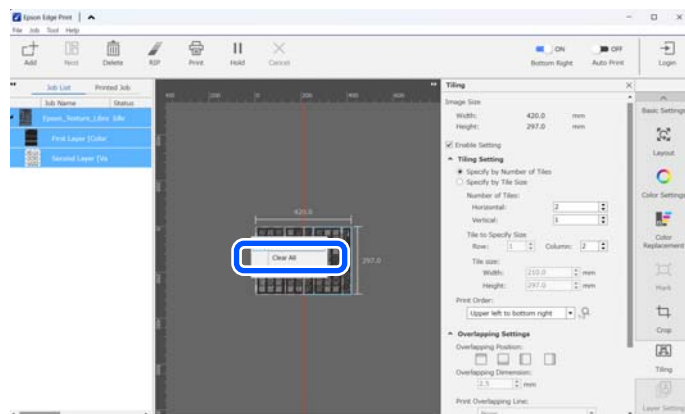 Epson Edge Print
File Job Tool Help
Add Nest Delete RIP Print Hold Cancel
ON OFF
Bottom Right Auto Print Login
Job List Printed Job
Job Name Status
Idle
First Layer [Color
Second Layer [Va
420.0
297.0
Clear All
Tiling
Image Size
Width: 420.0 mm
Height: 297.0 mm
Enable Setting
Tiling Setting
Specify by Number of Tiles
Specify by Tile Size
Number of Tiles:
Horizontal: 2
Vertical: 1
Tile to Specify Size
Row: 1 Column: 2
Tile size:
Width: 210.0 mm
Height: 297.0 mm
Print Order:
Upper left to bottom right
Overlapping Settings
Overlapping Position:
Overlapping Dimension:
2.5 mm
Print Overlapping Line:
None
Basic Settings
Layout
Color Settings
Color
Replacement
Mark
Crop
Tiling
Layer Settings